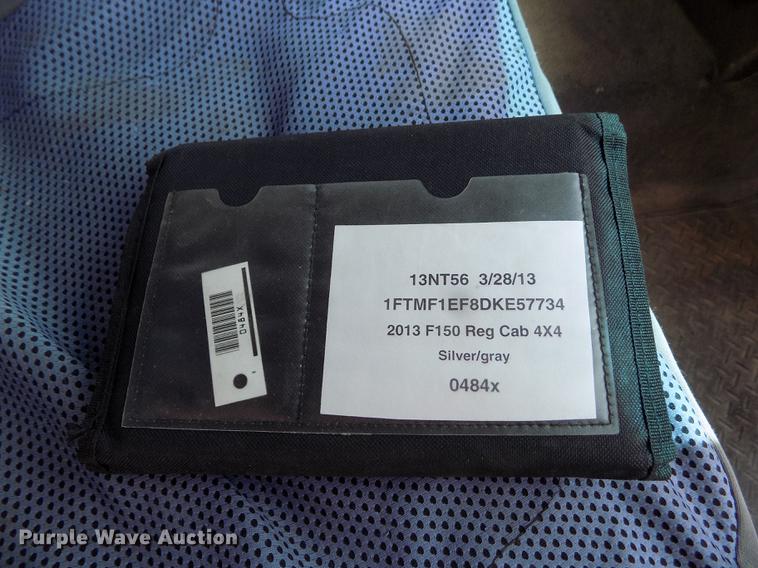 13NT56 3/28/13
1FTMF1EF8DKE57734
2013 F150 Reg Cab 4X4
Silver/gray
0484x
0484X
Purple Wave Auction